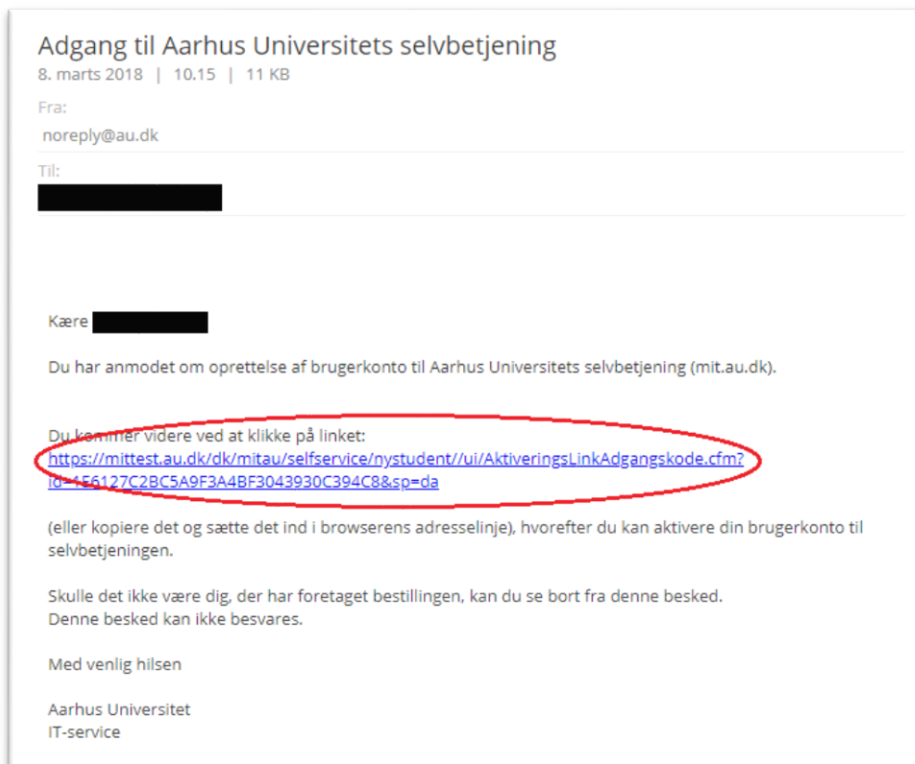 Adgang til Aarhus Universitets selvbetjening
8. marts 2018 | 10.15 | 11 KB
Fra:
noreply@au.dk
Til:
Kære
Du har anmodet om oprettelse af brugerkonto til Aarhus Universitets selvbetjening (mit.au.dk).
Du kommer videre ved at klikke på linket:
https://mittest.au.dk/dk/mitau/selfservice/nystudent//ui/AktiveringsLinkAdgangskode.cfm?
id=1E6127C2BC5A9F3A4BF3043930C394C8&sp=da
(eller kopiere det og sætte det ind i browserens adresselinje), hvorefter du kan aktivere din brugerkonto til
selvbetjeningen.
Skulle det ikke være dig, der har foretaget bestillingen, kan du se bort fra denne besked.
Denne besked kan ikke besvares.
Med venlig hilsen
Aarhus Universitet
IT-service